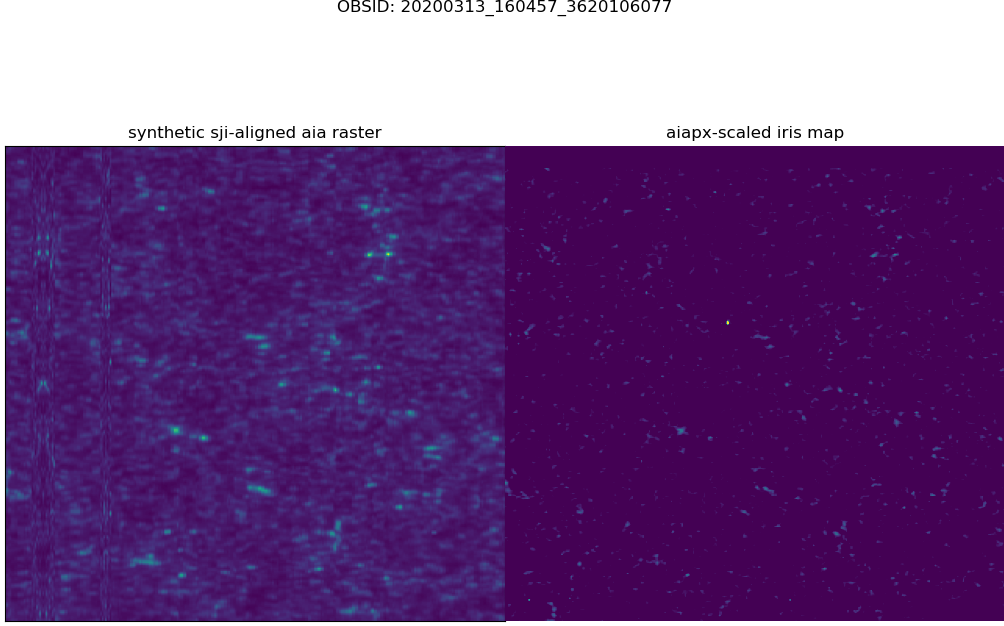 OBSID: 20200313_160457_3620106077
synthetic sji-aligned aia raster
aiapx-scaled iris map